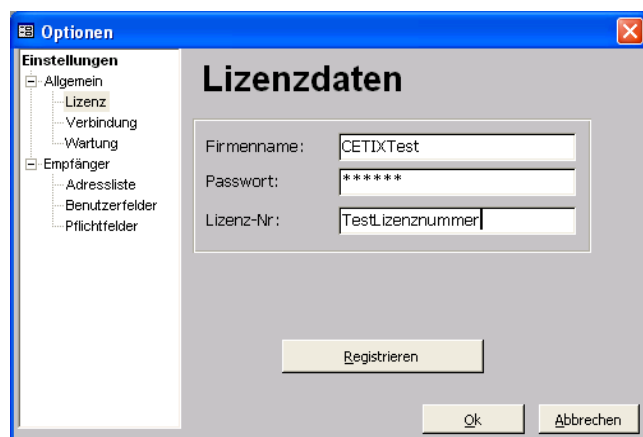 Optionen
Einstellungen
Allgemein
Lizenz
Verbindung
Wartung
Empfänger
Adressliste
Benutzerfelder
Pflichtfelder
Lizenzdaten
Firmenname: CETIXTest
Passwort: ******
Lizenz-Nr: TestLizenznummer
Registrieren
Ok Abbrechen